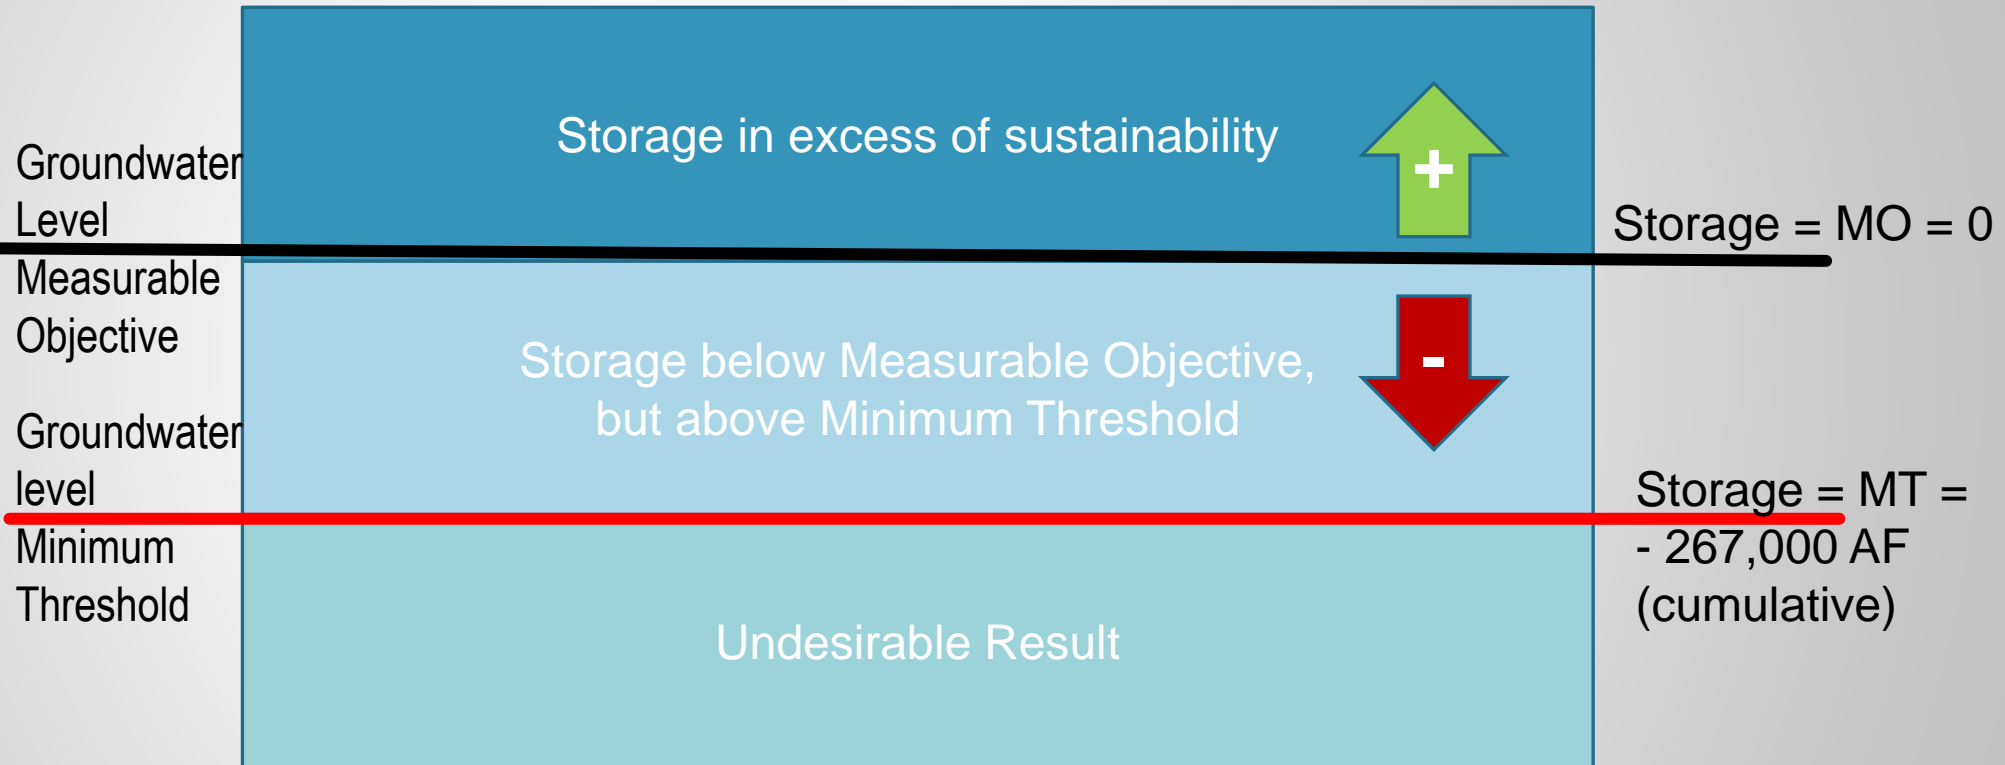 Groundwater
Level
Measurable
Objective
Groundwater
level
Minimum
Threshold
Storage in excess of sustainability
+
Storage below Measurable Objective,
but above Minimum Threshold
-
Undesirable Result
Storage = MO = 0
Storage = MT =
- 267,000 AF
(cumulative)